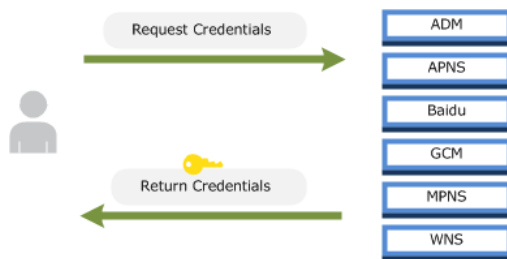 Request Credentials
Return Credentials
ADM
APNS
Baidu
GCM
MPNS
WNS